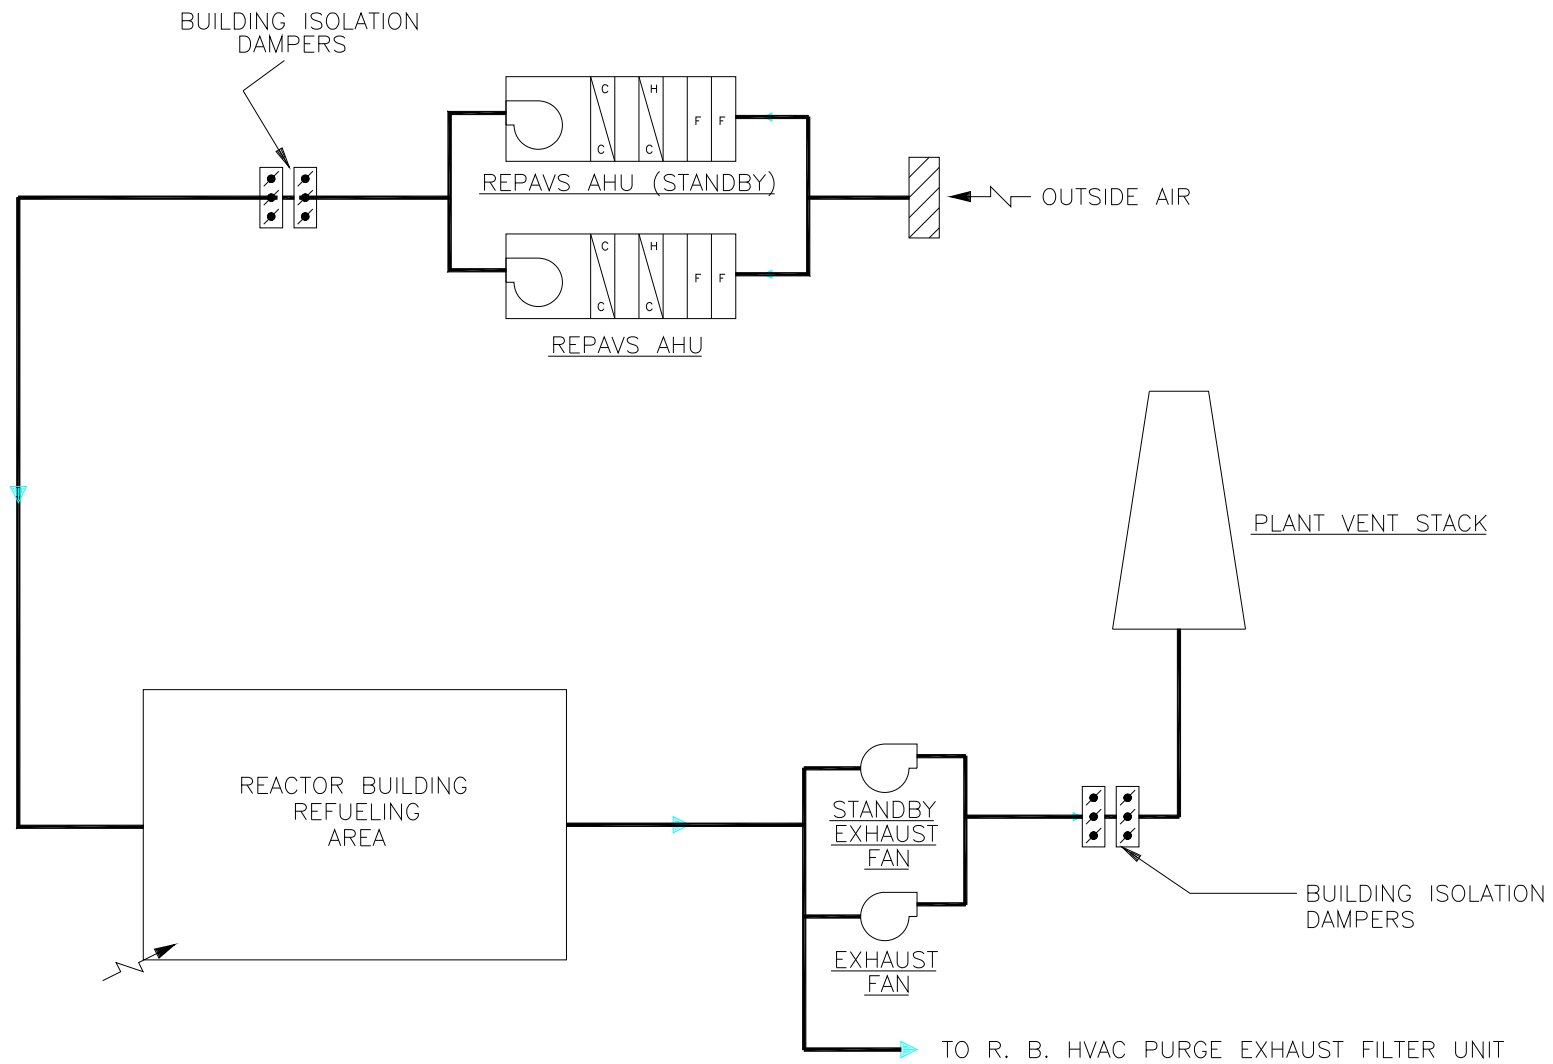 BUILDING ISOLATION
DAMPERS
C
H
F F
C
C
REPAVS AHU (STANDBY)
OUTSIDE AIR
C
H
F F
C
C
REPAVS AHU
PLANT VENT STACK
REACTOR BUILDING
REFUELING
AREA
STANDBY
EXHAUST
FAN
BUILDING ISOLATION
DAMPERS
EXHAUST
FAN
TO R. B. HVAC PURGE EXHAUST FILTER UNIT